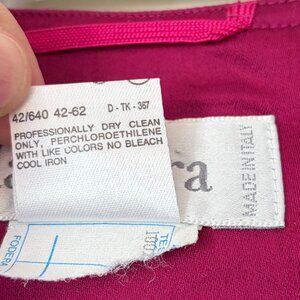 42/640 42-62 D - TK - 367
PROFESSIONALLY DRY CLEAN
ONLY, PERCHLOROETHILENE
WITH LIKE COLORS NO BLEACH
COOL IRON
ra
MADE IN ITALY
FODERA